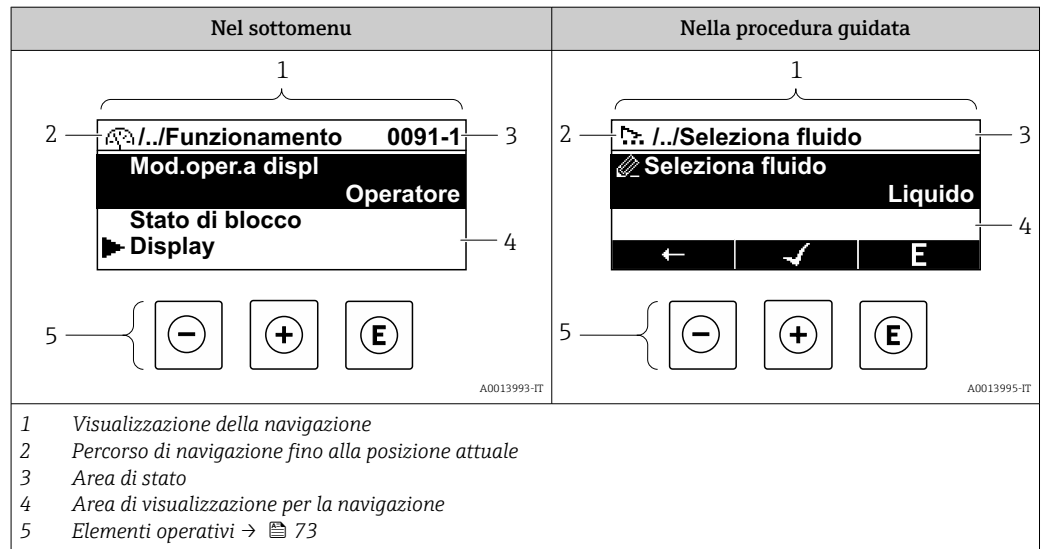 Nel sottomenu
Nella procedura guidata
1
2
/../Funzionamento 0091-1
3
Mod.oper.a displ
Operatore
Stato di blocco
Display
4
5
- + E
A0013993-IT
1
2
/../Seleziona fluido
3
Seleziona fluido
Liquido
4
← ✓ E
5
- + E
A0013995-IT
1 Visualizzazione della navigazione
2 Percorso di navigazione fino alla posizione attuale
3 Area di stato
4 Area di visualizzazione per la navigazione
5 Elementi operativi → 73